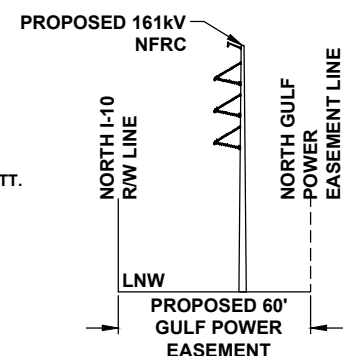 PROPOSED 161kV
NFRC
TT.
NORTH I-10
R/W LINE
NORTH GULF
POWER
EASEMENT LINE
LNW
PROPOSED 60'
GULF POWER
EASEMENT